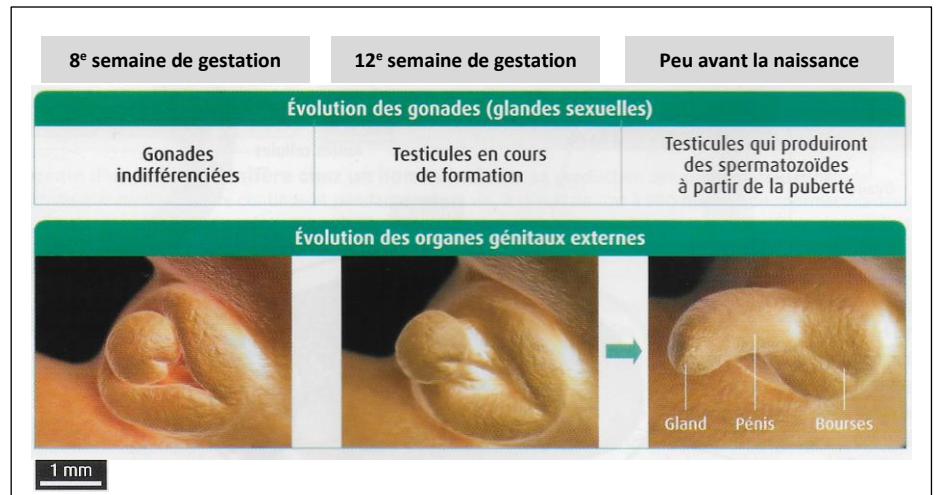 8e semaine de gestation
12e semaine de gestation
Peu avant la naissance
Évolution des gonades (glandes sexuelles)
Gonades
indifférenciées
Testicules en cours
de formation
Testicules qui produiront
des spermatozoïdes
à partir de la puberté
Évolution des organes génitaux externes
Gland
Pénis
Bourses
1 mm